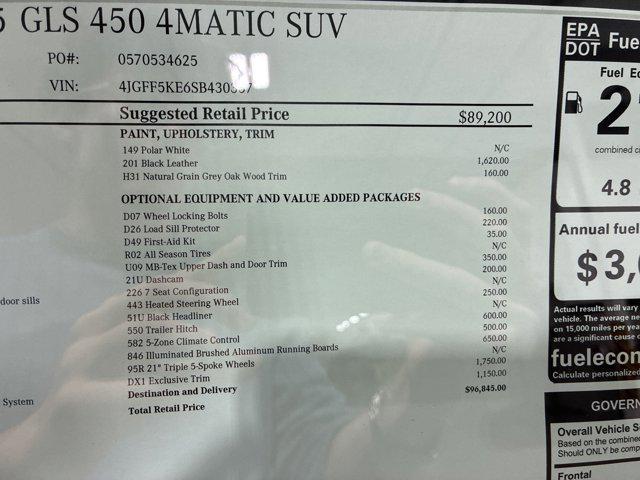 5 GLS 450 4MATIC SUV
PO#: 0570534625
VIN: 4JGFF5KE6SB430
Suggested Retail Price $89,200
PAINT, UPHOLSTERY, TRIM
149 Polar White N/C
201 Black Leather 1,620.00
H31 Natural Grain Grey Oak Wood Trim 160.00
OPTIONAL EQUIPMENT AND VALUE ADDED PACKAGES
D07 Wheel Locking Bolts 160.00
D26 Load Sill Protector 220.00
D49 First-Aid Kit 35.00
R02 All Season Tires N/C
U09 MB-Tex Upper Dash and Door Trim 350.00
21U Dashcam 200.00
226 7 Seat Configuration N/C
443 Heated Steering Wheel 250.00
51U Black Headliner N/C
550 Trailer Hitch 600.00
582 5-Zone Climate Control 500.00
846 Illuminated Brushed Aluminum Running Boards 650.00
95R 21" Triple 5-Spoke Wheels N/C
DX1 Exclusive Trim 1,750.00
Destination and Delivery 1,150.00
Total Retail Price $96,845.00
door sills
System
EPA
DOT
Fue
Fuel Ec
2
combined ci
4.8
Annual fuel
$3,
Actual results will vary
vehicle. The average ne
on 15,000 miles per yea
are a significant cause o
fuelecon
Calculate personalized
GOVERN
Overall Vehicle S
Based on the combine
Should ONLY be comp
Frontal